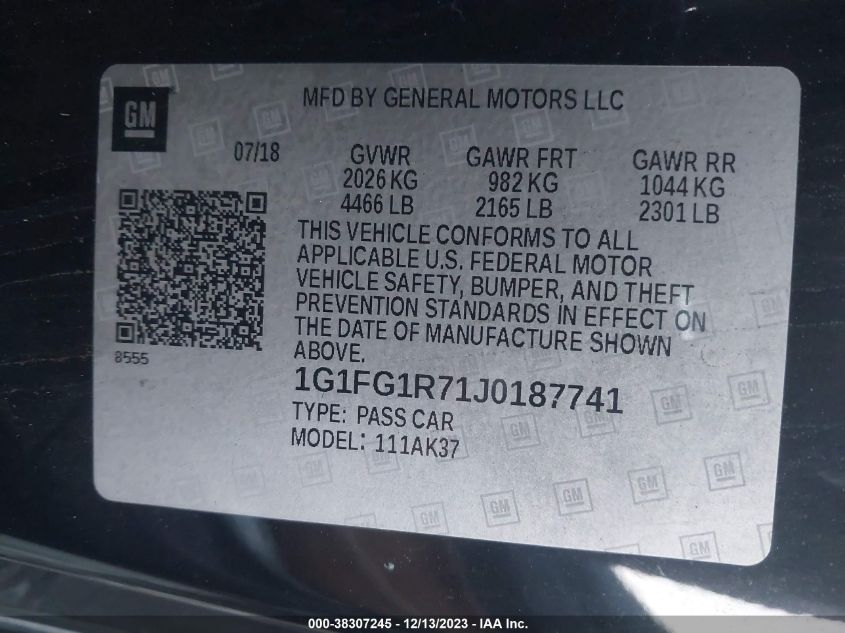 GM
MFD BY GENERAL MOTORS LLC
07/18
GVWR GAWR FRT GAWR RR
2026 KG 982 KG 1044 KG
4466 LB 2165 LB 2301 LB
THIS VEHICLE CONFORMS TO ALL
APPLICABLE U.S. FEDERAL MOTOR
VEHICLE SAFETY, BUMPER, AND THEFT
PREVENTION STANDARDS IN EFFECT ON
THE DATE OF MANUFACTURE SHOWN
ABOVE.
8555
1G1FG1R71J0187741
TYPE: PASS CAR
MODEL: 111AK37
000-38307245 - 12/13/2023 - IAA Inc.